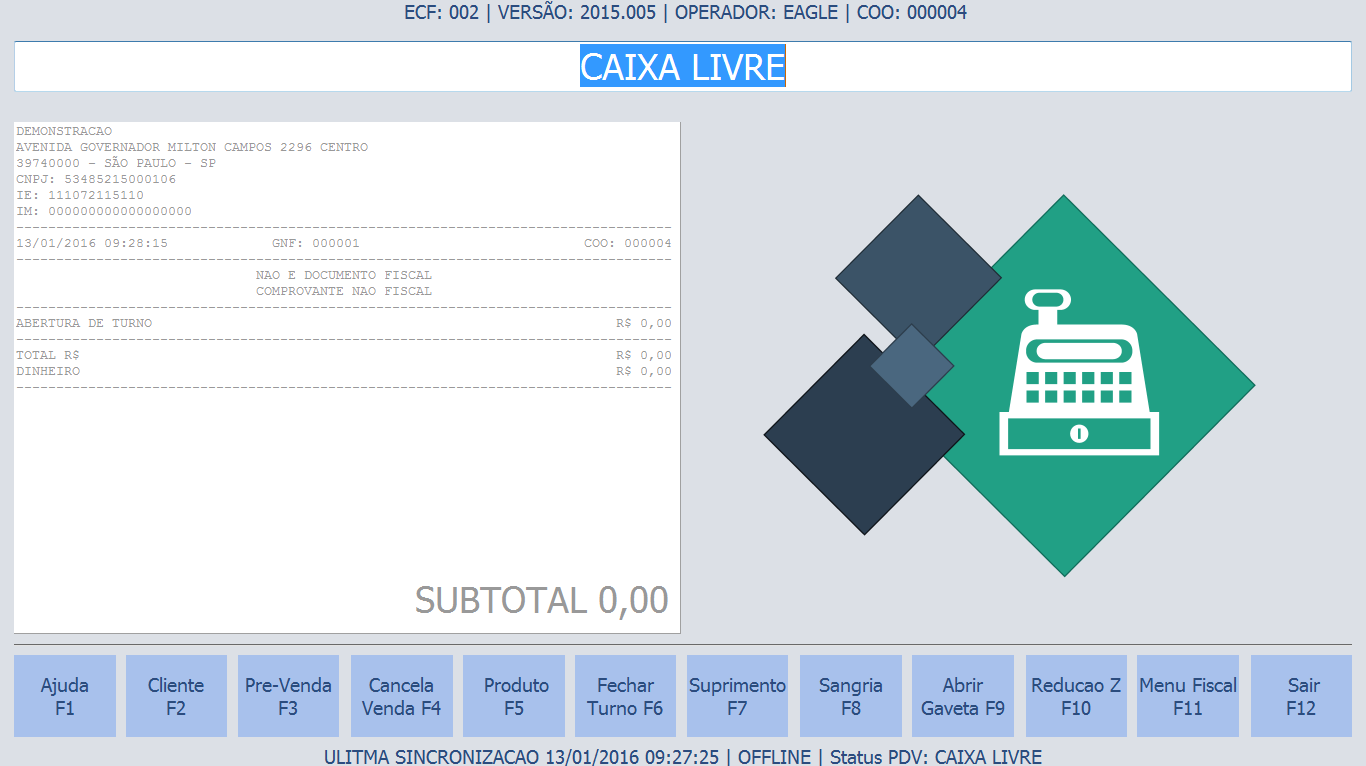 ECF: 002 | VERSÃO: 2015.005 | OPERADOR: EAGLE | COO: 000004
CAIXA LIVRE
DEMONSTRACAO
AVENIDA GOVERNADOR MILTON CAMPOS 2296 CENTRO
39740000 - SÃO PAULO - SP
CNPJ: 53485215000106
IE: 111072115110
IM: 000000000000000000
13/01/2016 09:28:15 GNF: 000001 COO: 000004
NAO E DOCUMENTO FISCAL
COMPROVANTE NAO FISCAL
ABERTURA DE TURNO R$ 0,00
TOTAL R$ R$ 0,00
DINHEIRO R$ 0,00
SUBTOTAL 0,00
Ajuda
F1
Cliente
F2
Pre-Venda
F3
Cancela
Venda F4
Produto
F5
Fechar
Turno F6
Suprimento
F7
Sangria
F8
Abrir
Gaveta F9
Reducao Z
F10
Menu Fiscal
F11
Sair
F12
ULITMA SINCRONIZACAO 13/01/2016 09:27:25 | OFFLINE | Status PDV: CAIXA LIVRE